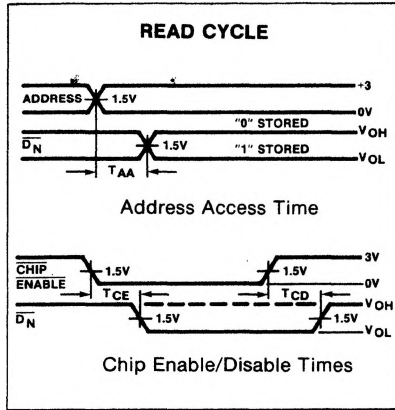 READ CYCLE
+3
ADDRESS
1.5V
0V
"0" STORED
VOH
DN
1.5V
"1" STORED
VOL
TAA
Address Access Time
3V
CHIP
ENABLE
1.5V
1.5V
0V
TCE
TCD
VOH
DN
1.5V
1.5V
VOL
Chip Enable/Disable Times